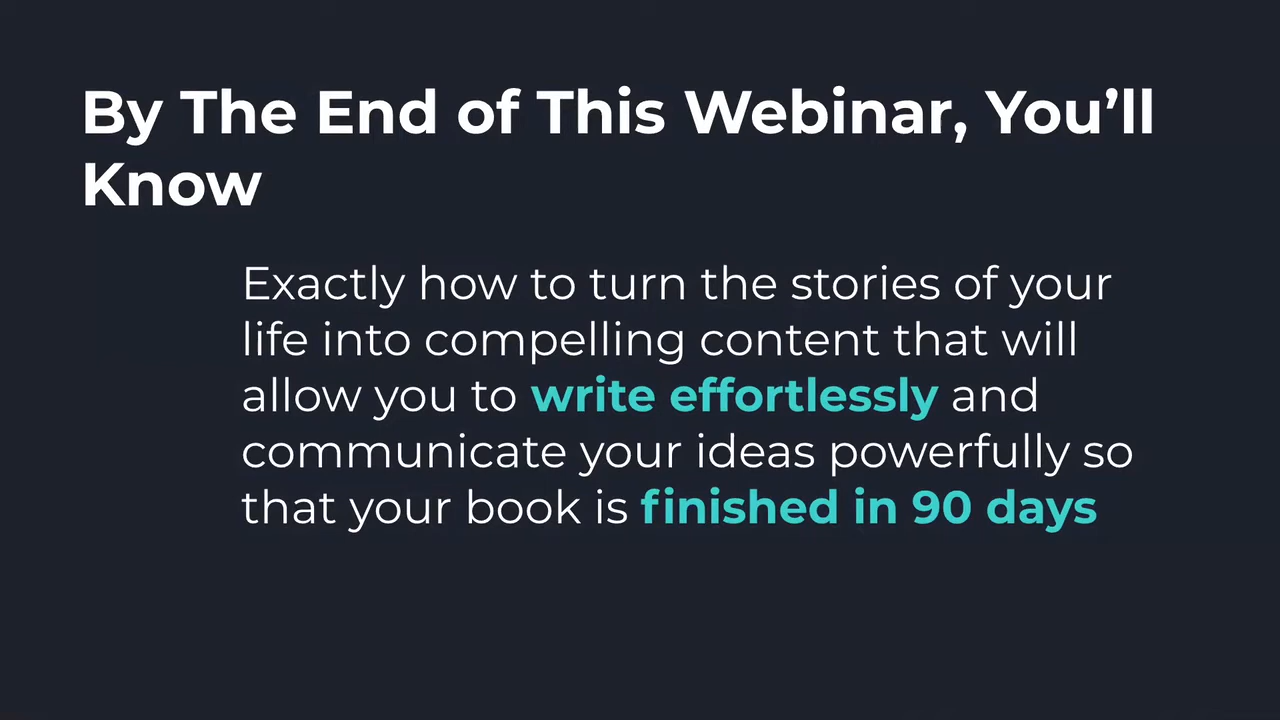 By The End of This Webinar, You’ll
Know
Exactly how to turn the stories of your
life into compelling content that will
allow you to write effortlessly and
communicate your ideas powerfully so
that your book is finished in 90 days